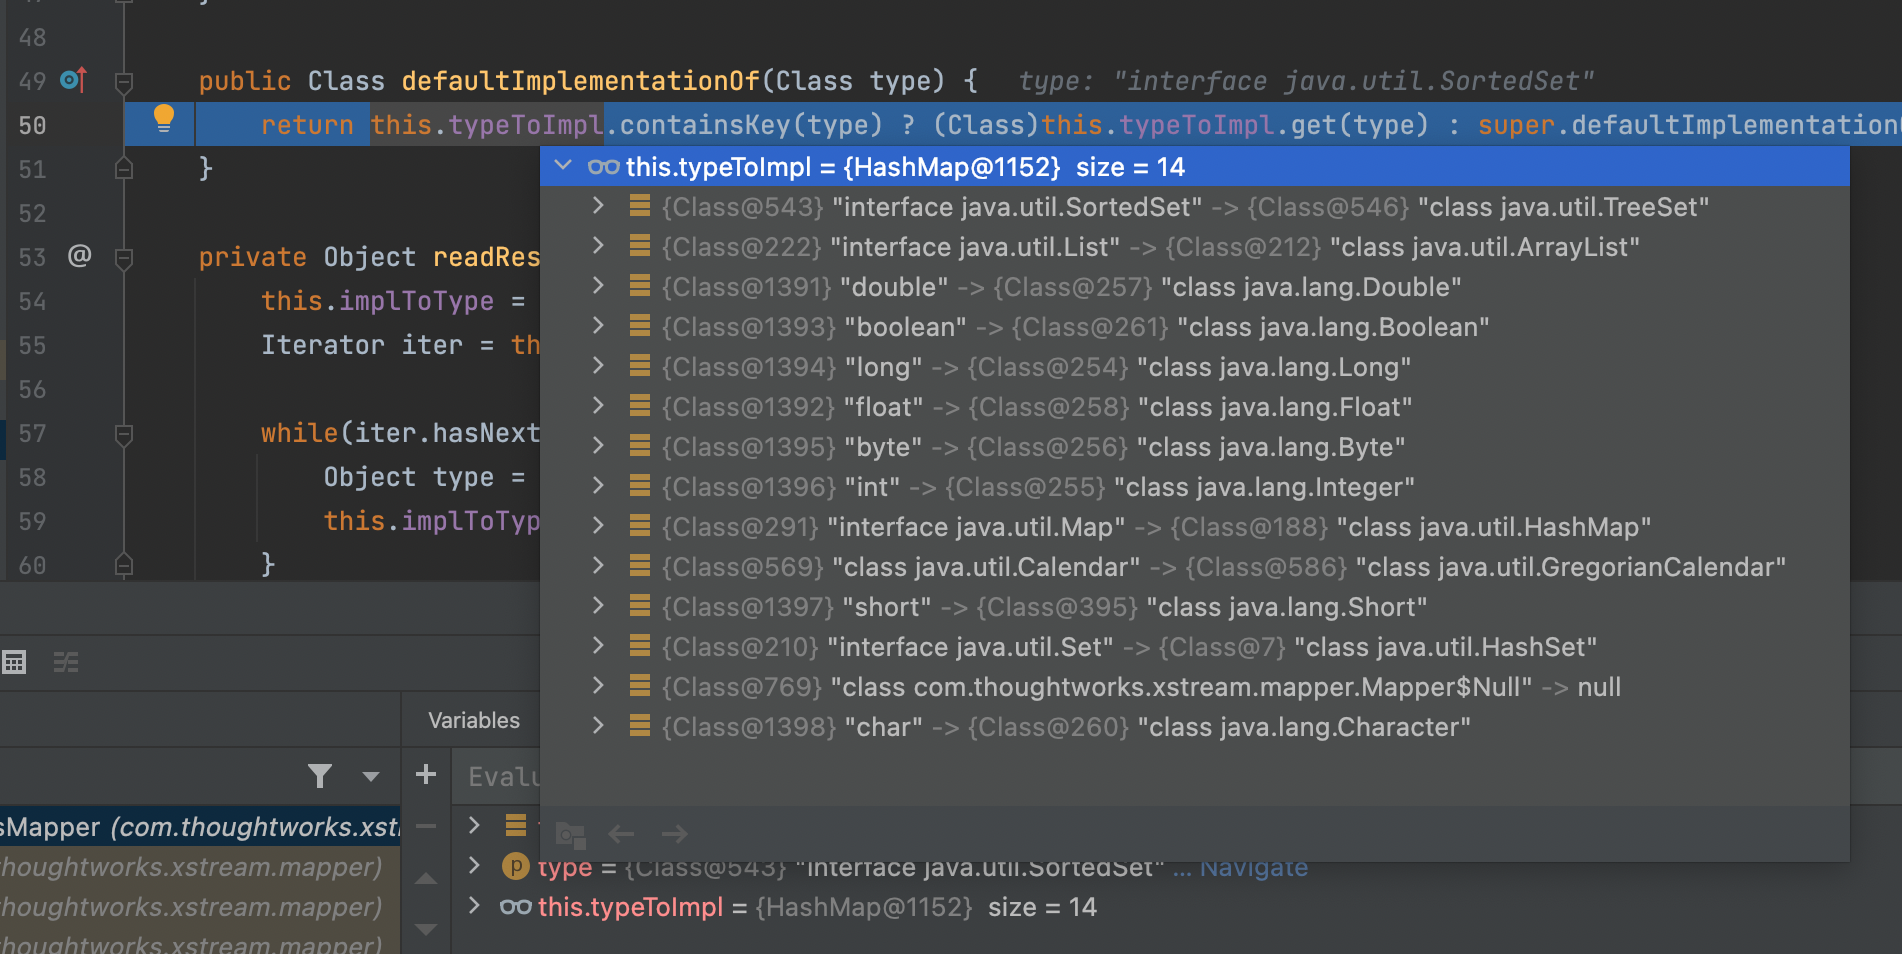 48
49 public Class defaultImplementationOf(Class type) { type: "interface java.util.SortedSet"
50 return this.typeToImpl.containsKey(type) ? (Class)this.typeToImpl.get(type) : super.defaultImplementation
51 }
this.typeToImpl = {HashMap@1152} size = 14
{Class@543} "interface java.util.SortedSet" -> {Class@546} "class java.util.TreeSet"
{Class@222} "interface java.util.List" -> {Class@212} "class java.util.ArrayList"
{Class@1391} "double" -> {Class@257} "class java.lang.Double"
{Class@1393} "boolean" -> {Class@261} "class java.lang.Boolean"
{Class@1394} "long" -> {Class@254} "class java.lang.Long"
{Class@1392} "float" -> {Class@258} "class java.lang.Float"
{Class@1395} "byte" -> {Class@256} "class java.lang.Byte"
{Class@1396} "int" -> {Class@255} "class java.lang.Integer"
{Class@291} "interface java.util.Map" -> {Class@188} "class java.util.HashMap"
{Class@569} "class java.util.Calendar" -> {Class@586} "class java.util.GregorianCalendar"
{Class@1397} "short" -> {Class@395} "class java.lang.Short"
{Class@210} "interface java.util.Set" -> {Class@7} "class java.util.HashSet"
{Class@769} "class com.thoughtworks.xstream.mapper.Mapper$Null" -> null
{Class@1398} "char" -> {Class@260} "class java.lang.Character"
52
53 @ private Object readRes
54 this.implToType =
55 Iterator iter = th
56
57 while(iter.hasNext
58 Object type =
59 this.implToTyp
60 }
Variables
Evalu
sMapper (com.thoughtworks.xst
houghtworks.xstream.mapper)
houghtworks.xstream.mapper)
houghtworks.xstream.mapper)
p type = {Class@543} "interface java.util.SortedSet" ... Navigate
this.typeToImpl = {HashMap@1152} size = 14